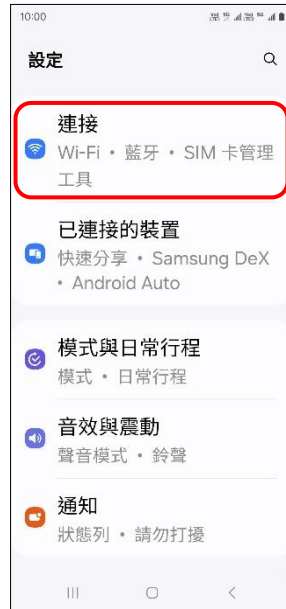 10:00
設定
連接
Wi-Fi • 藍牙 • SIM 卡管理
工具
已連接的裝置
快速分享 • Samsung DeX
• Android Auto
模式與日常行程
模式 • 日常行程
音效與震動
聲音模式 • 鈴聲
通知
狀態列 • 請勿打擾